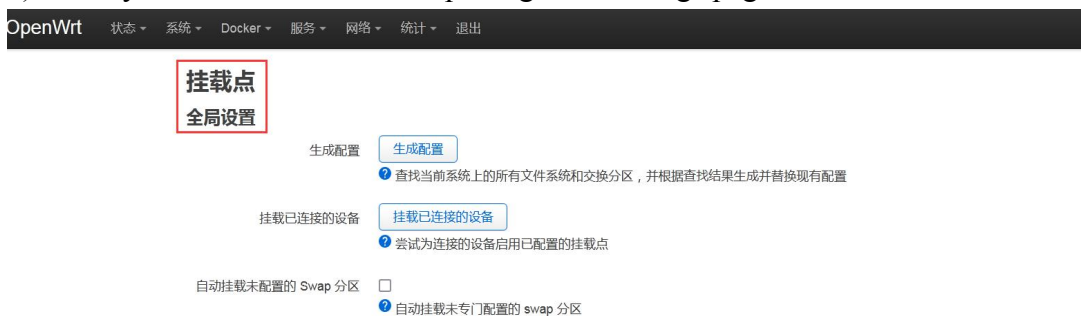 OpenWrt 状态 系统 Docker 服务 网络 统计 退出
挂载点
全局设置
生成配置 生成配置
查找当前系统上的所有文件系统和交换分区，并根据查找结果生成并替换现有配置
挂载已连接的设备 挂载已连接的设备
尝试为连接的设备启用已配置的挂载点
自动挂载未配置的 Swap 分区
自动挂载未专门配置的 swap 分区